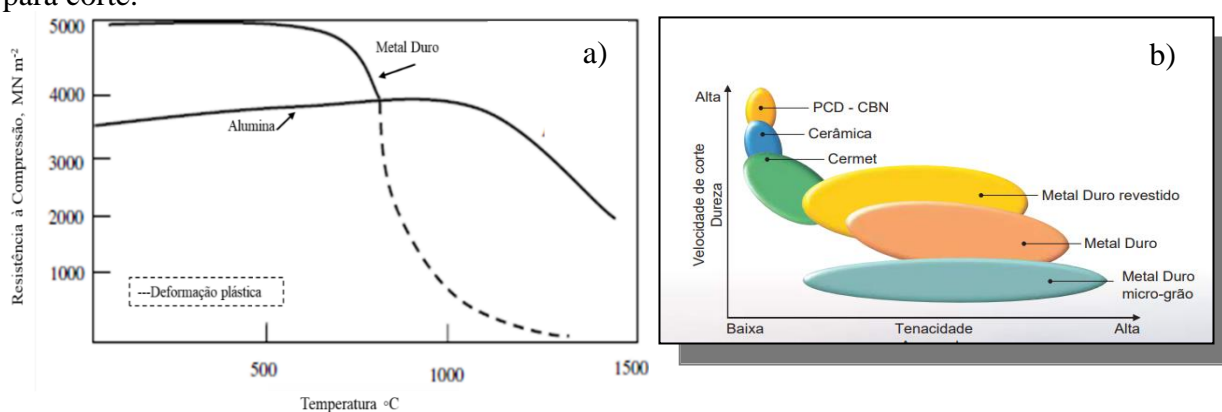 para corte.
a)
5000
4000
3000
2000
1000
Resistência à Compressão, MN m⁻²
Metal Duro
Alumina
---Deformação plástica
500
1000
1500
Temperatura °C
b)
Alta
Velocidade de corte
Dureza
PCD - CBN
Cerâmica
Cermet
Metal Duro revestido
Metal Duro
Metal Duro
micro-grão
Baixa
Tenacidade
Alta